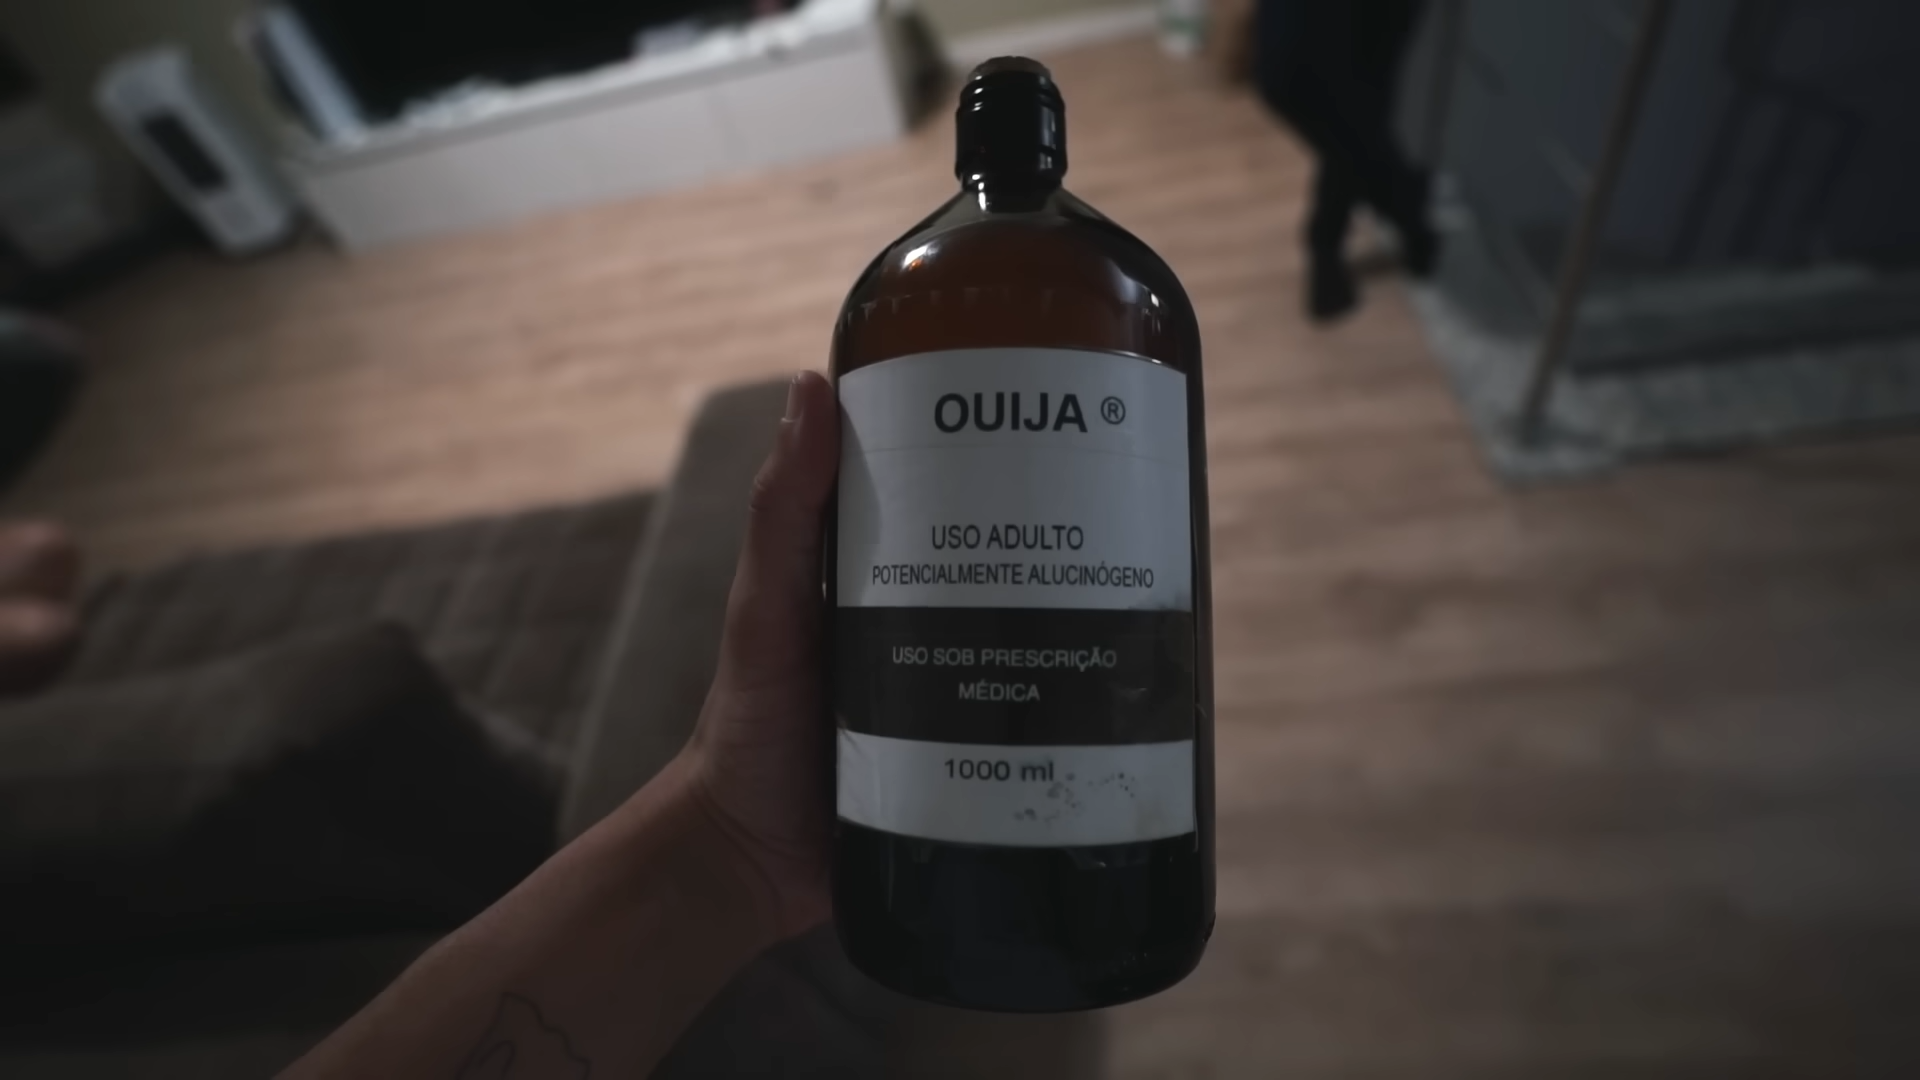 OUIJA ®
USO ADULTO
POTENCIALMENTE ALUCINÓGENO
USO SOB PRESCRIÇÃO
MÉDICA
1000 ml